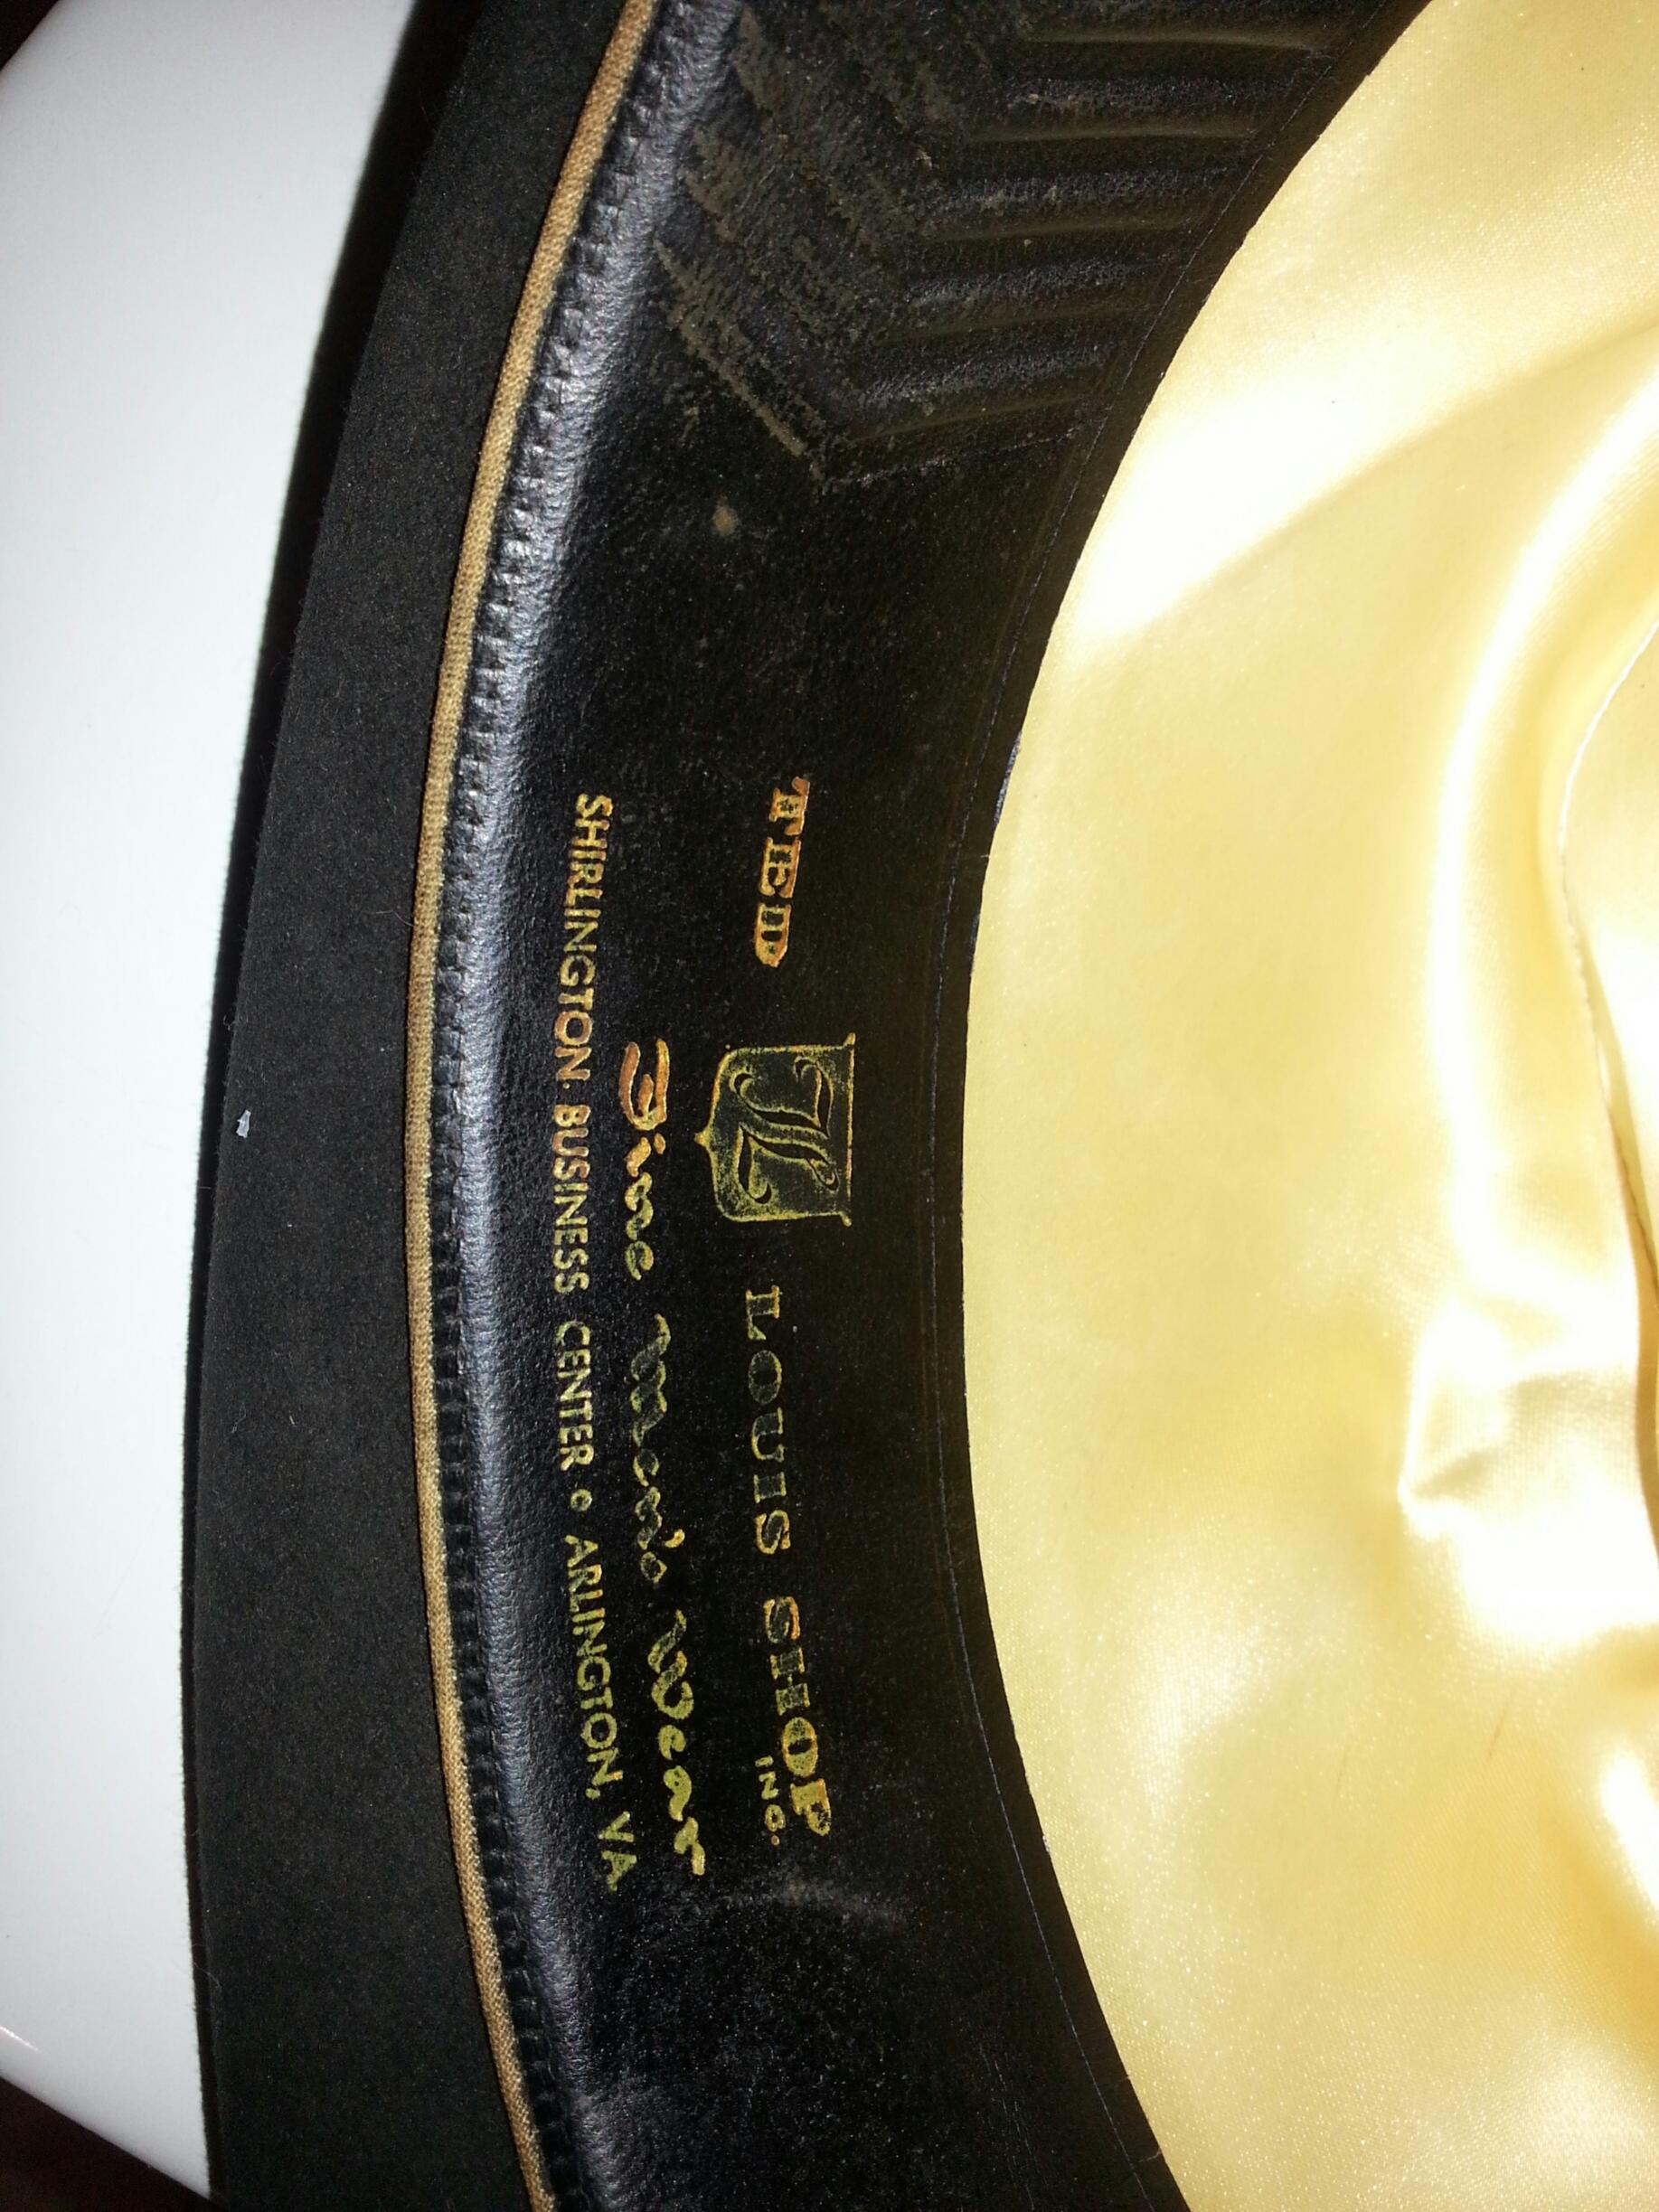 TED L LOUIS SHOP INC.
Fine men's wear
SHIRLINGTON BUSINESS CENTER • ARLINGTON, VA.